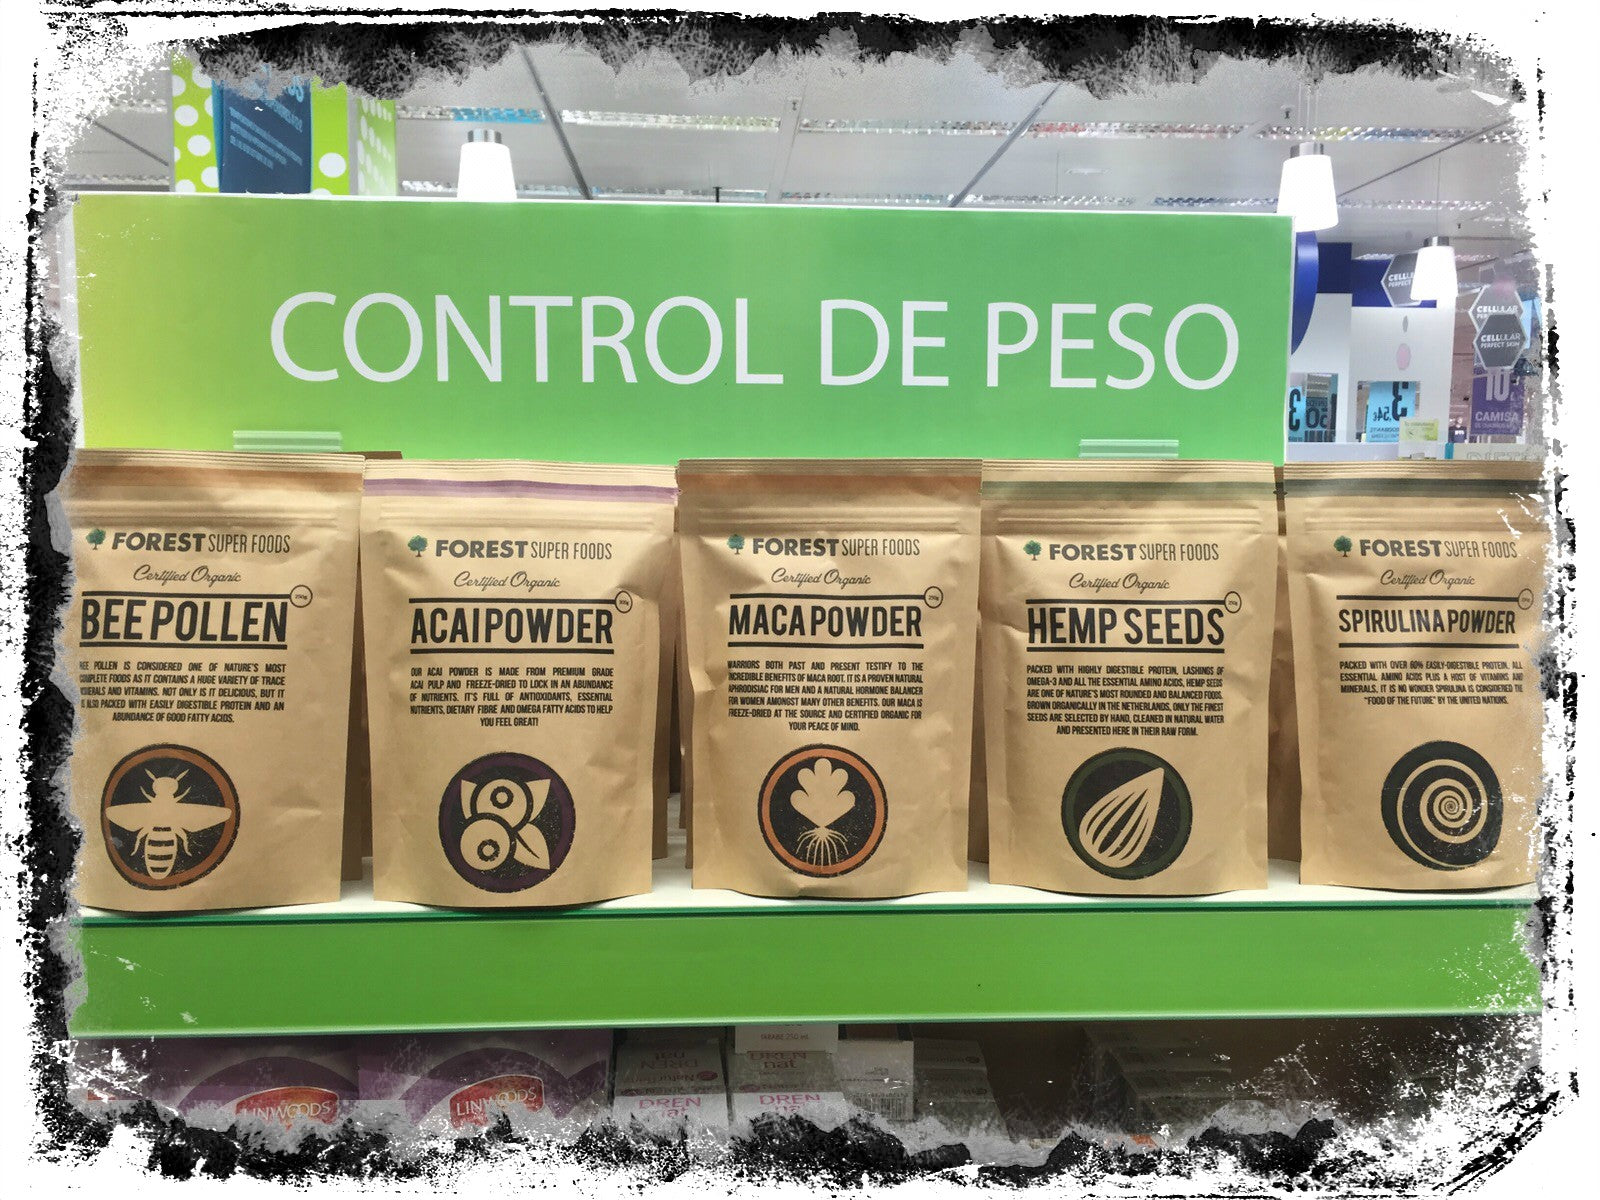 CONTROL DE PESO
FOREST SUPER FOODS
Certified Organic
BEE POLLEN
250g
BEE POLLEN IS CONSIDERED ONE OF NATURE'S MOST
COMPLETE FOODS AS IT CONTAINS A HUGE VARIETY OF TRACE
MINERALS AND VITAMINS. NOT ONLY IS IT DELICIOUS, BUT IT
IS ALSO PACKED WITH EASILY DIGESTIBLE PROTEIN AND AN
ABUNDANCE OF GOOD FATTY ACIDS.
FOREST SUPER FOODS
Certified Organic
ACAI POWDER
OUR ACAI POWDER IS MADE FROM PREMIUM GRADE
ACAI PULP AND FREEZE-DRIED TO LOCK IN AN ABUNDANCE
OF NUTRIENTS. IT'S FULL OF ANTIOXIDANTS, ESSENTIAL
NUTRIENTS, DIETARY FIBRE AND OMEGA FATTY ACIDS TO HELP
YOU FEEL GREAT!
FOREST SUPER FOODS
Certified Organic
MACA POWDER
250g
WARRIORS BOTH PAST AND PRESENT TESTIFY TO THE
INCREDIBLE BENEFITS OF MACA ROOT. IT IS A PROVEN NATURAL
APHRODISIAC FOR MEN AND A NATURAL HORMONE BALANCER
FOR WOMEN AMONGST MANY OTHER BENEFITS. OUR MACA IS
FREEZE-DRIED AT THE SOURCE AND CERTIFIED ORGANIC FOR
YOUR PEACE OF MIND.
FOREST SUPER FOODS
Certified Organic
HEMP SEEDS
250g
PACKED WITH HIGHLY DIGESTIBLE PROTEIN, LASHINGS OF
OMEGA-3 AND ALL THE ESSENTIAL AMINO ACIDS, HEMP SEEDS
ARE ONE OF NATURE'S MOST ROUNDED AND BALANCED FOODS.
GROWN ORGANICALLY IN THE NETHERLANDS, ONLY THE FINEST
SEEDS ARE SELECTED BY HAND, CLEANED IN NATURAL WATER
AND PRESENTED HERE IN THEIR RAW FORM.
FOREST SUPER FOODS
Certified Organic
SPIRULINA POWDER
PACKED WITH OVER 60% EASILY-DIGESTIBLE PROTEIN, ALL
ESSENTIAL AMINO ACIDS PLUS A HOST OF VITAMINS AND
MINERALS, IT IS NO WONDER SPIRULINA IS CONSIDERED THE
"FOOD OF THE FUTURE" BY THE UNITED NATIONS.
CELLULAR
PERFECT SKIN
10
CAMISA
LINWOODS
LINWOODS
DREN
nat
DREN
DREN